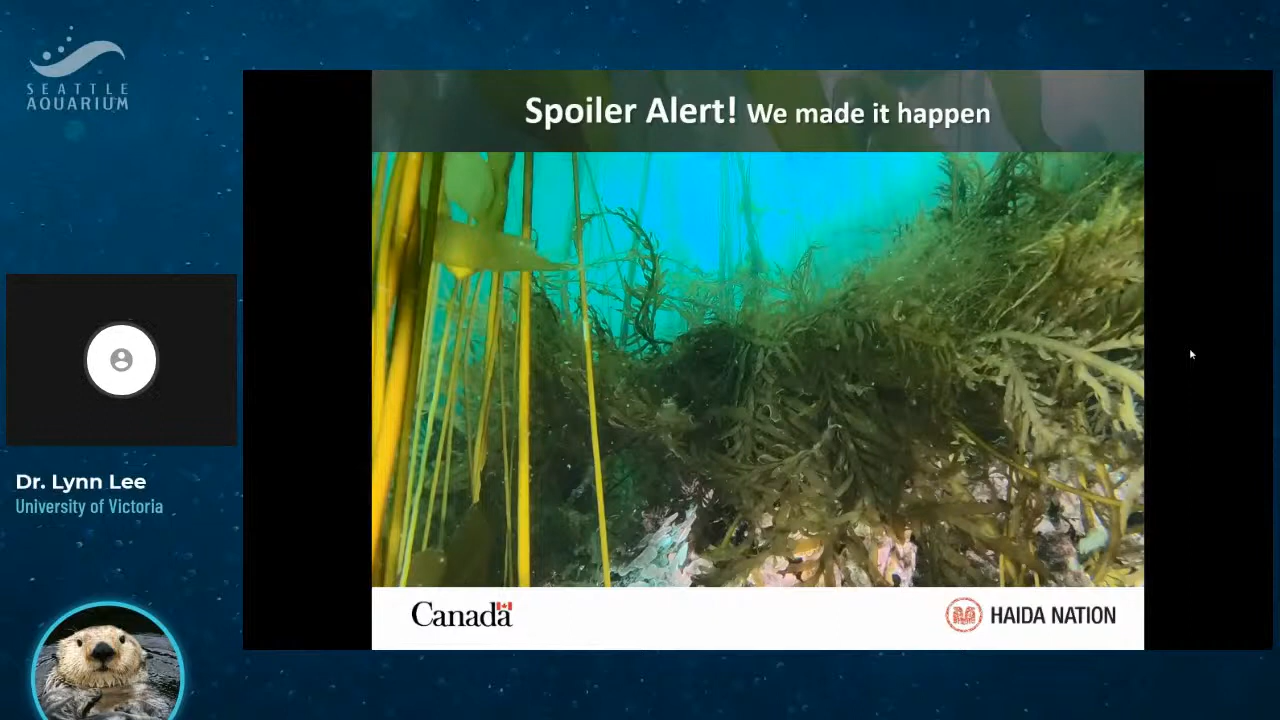 SEATTLE
AQUARIUM
Spoiler Alert! We made it happen
Dr. Lynn Lee
University of Victoria
Canada
HAIDA NATION